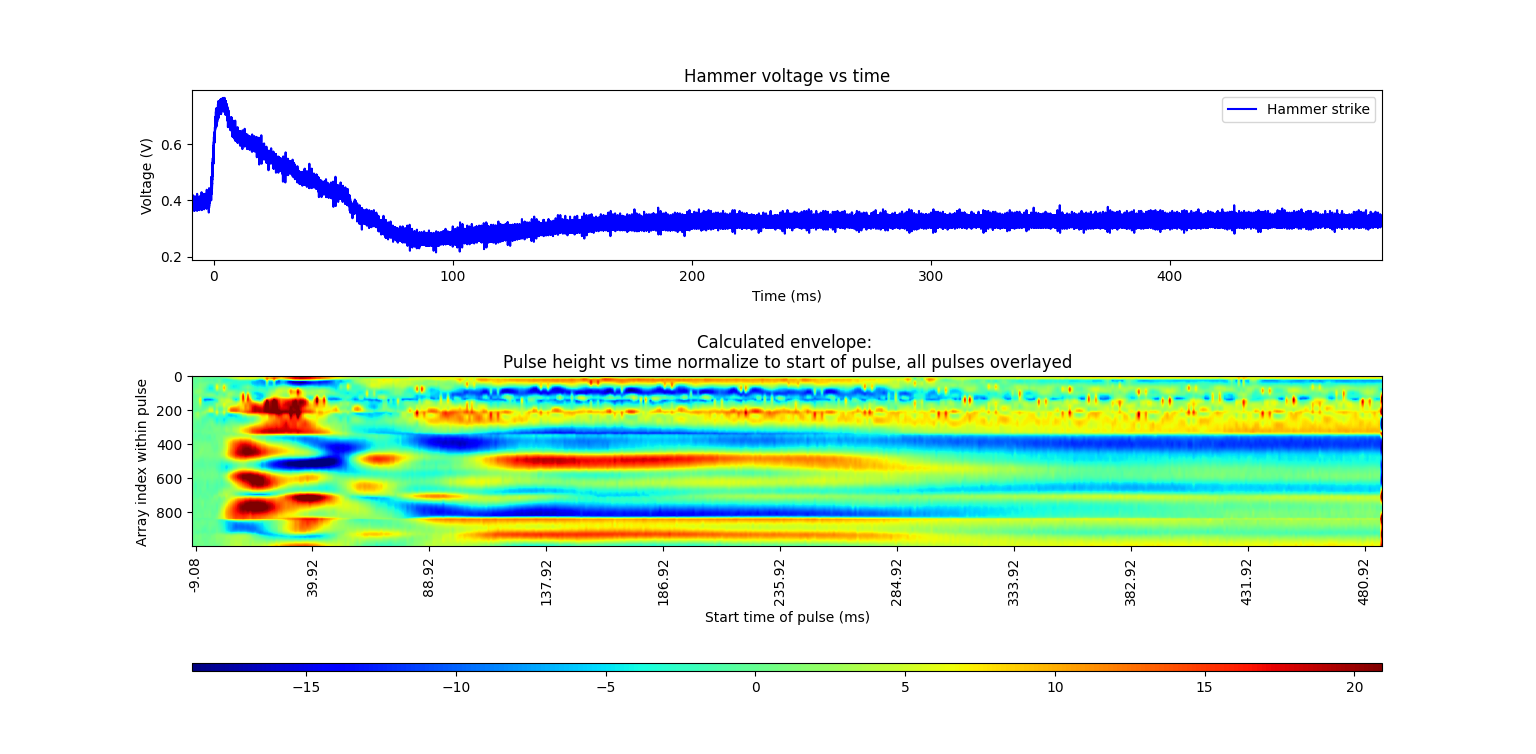 Hammer voltage vs time
Hammer strike
Voltage (V)
0.6
0.4
0.2
0 100 200 300 400
Time (ms)
Calculated envelope:
Pulse height vs time normalize to start of pulse, all pulses overlayed
Array index within pulse
0
200
400
600
800
-9.08 39.92 88.92 137.92 186.92 235.92 284.92 333.92 382.92 431.92 480.92
Start time of pulse (ms)
−15 −10 −5 0 5 10 15 20